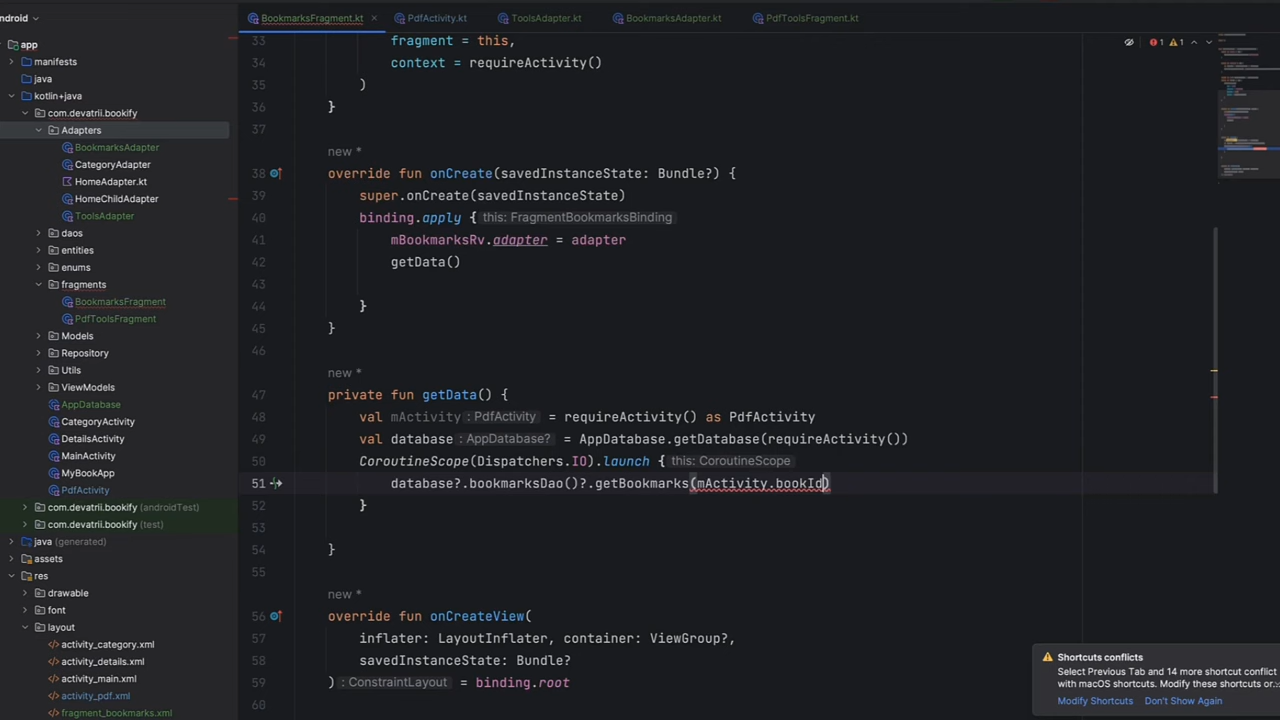 ndroid
BookmarksFragment.kt
PdfActivity.kt
ToolsAdapter.kt
BookmarksAdapter.kt
PdfToolsFragment.kt
app
manifests
java
kotlin+java
com.devatrii.bookify
Adapters
BookmarksAdapter
CategoryAdapter
HomeAdapter.kt
HomeChildAdapter
ToolsAdapter
daos
entities
enums
fragments
BookmarksFragment
PdfToolsFragment
Models
Repository
Utils
ViewModels
AppDatabase
CategoryActivity
DetailsActivity
MainActivity
MyBookApp
PdfActivity
com.devatrii.bookify (androidTest)
com.devatrii.bookify (test)
java (generated)
assets
res
drawable
font
layout
activity_category.xml
activity_details.xml
activity_main.xml
activity_pdf.xml
fragment_bookmarks.xml
1 1
33 fragment = this,
34 context = requireActivity()
35 )
36 }
37
new *
38 override fun onCreate(savedInstanceState: Bundle?) {
39 super.onCreate(savedInstanceState)
40 binding.apply { this: FragmentBookmarksBinding
41 mBookmarksRv.adapter = adapter
42 getData()
43
44 }
45 }
46
new *
47 private fun getData() {
48 val mActivity : PdfActivity = requireActivity() as PdfActivity
49 val database : AppDatabase? = AppDatabase.getDatabase(requireActivity())
50 CoroutineScope(Dispatchers.IO).launch { this: CoroutineScope
51 database?.bookmarksDao()?.getBookmarks(mActivity.bookId)
52 }
53
54 }
55
new *
56 override fun onCreateView(
57 inflater: LayoutInflater, container: ViewGroup?,
58 savedInstanceState: Bundle?
59 ) : ConstraintLayout = binding.root
60
Shortcuts conflicts
Select Previous Tab and 14 more shortcut conflict
with macOS shortcuts. Modify these shortcuts or...
Modify Shortcuts Don't Show Again